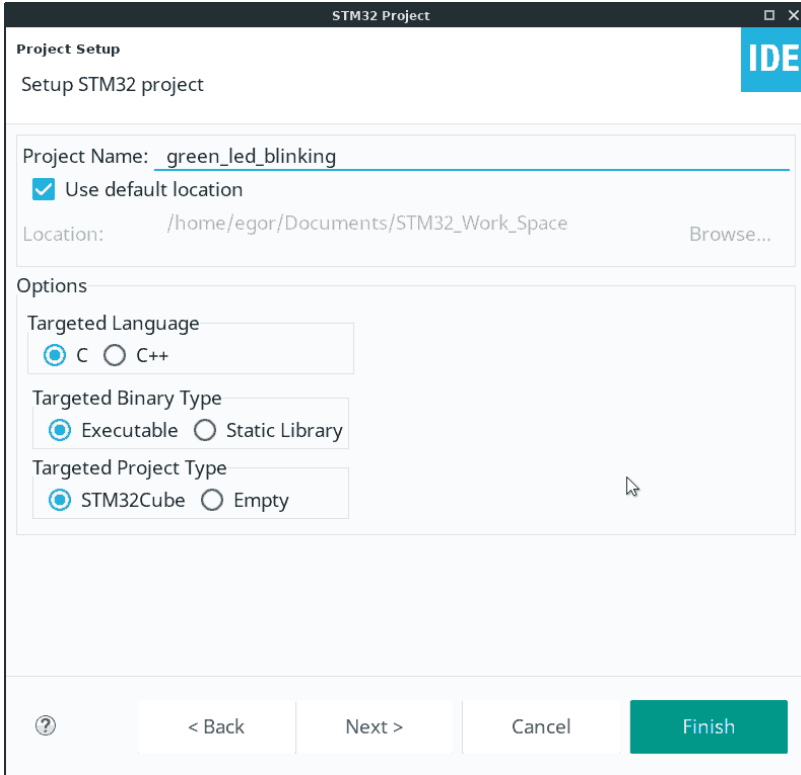 STM32 Project
Project Setup
Setup STM32 project
IDE
Project Name: green_led_blinking
Use default location
Location: /home/egor/Documents/STM32_Work_Space Browse...
Options
Targeted Language
C C++
Targeted Binary Type
Executable Static Library
Targeted Project Type
STM32Cube Empty
? < Back Next > Cancel Finish